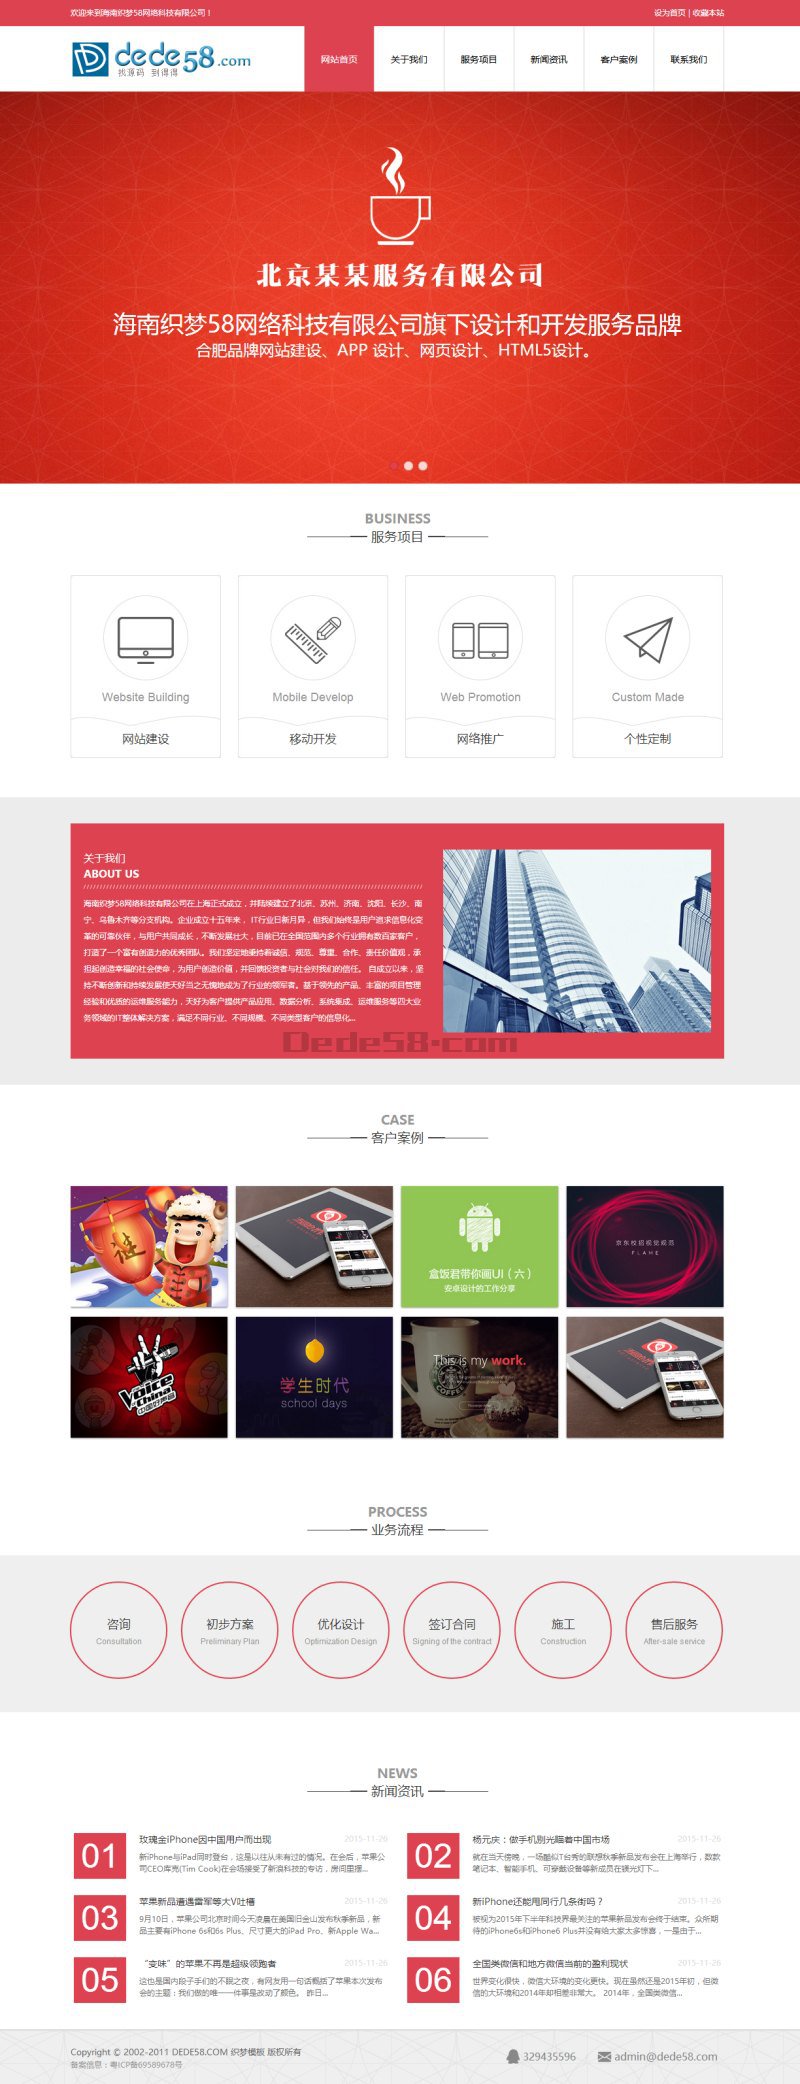 欢迎来到海南织梦58网络科技有限公司！
设为首页 | 收藏本站
dede58.com
找源码 到得得
网站首页
关于我们
服务项目
新闻资讯
客户案例
联系我们
北京某某服务有限公司
海南织梦58网络科技有限公司旗下设计和开发服务品牌
合肥品牌网站建设、APP 设计、网页设计、HTML5设计。
BUSINESS
服务项目
Website Building
网站建设
Mobile Develop
移动开发
Web Promotion
网络推广
Custom Made
个性定制
关于我们
ABOUT US
海南织梦58网络科技有限公司在上海正式成立，并陆续建立了北京、苏州、济南、沈阳、长沙、南
宁、乌鲁木齐等分支机构。企业成立十五年来， IT行业日新月异，但我们始终是用户追求信息化变
革的可靠伙伴，与用户共同成长，不断发展壮大，目前已在全国范围内多个行业拥有数百家客户，
打造了一个富有创造力的优秀团队。我们坚定地秉持着诚信、规范、尊重、合作、责任价值观，承
担起创造幸福的社会使命，为用户创造价值，并回馈投资者与社会对我们的信任。 自成立以来，坚
持不断创新和持续发展使天好当之无愧地成为了行业的领军者。基于领先的产品、丰富的项目管理
经验和优质的运维服务能力，天好为客户提供产品应用、数据分析、系统集成、运维服务等四大业
务领域的IT整体解决方案，满足不同行业、不同规模、不同类型客户的信息化...
Dede58.com
CASE
客户案例
谜
盒饭君带你画UI（六）
安卓设计的工作分享
京东校招视觉规范
FLAME
The Voice of China
中国好声音
学生时代
school days
This is my work.
PROCESS
业务流程
咨询
Consultation
初步方案
Preliminary Plan
优化设计
Optimization Design
签订合同
Signing of the contract
施工
Construction
售后服务
After-sale service
NEWS
新闻资讯
01
玫瑰金iPhone因中国用户而出现
2015-11-26
新iPhone与iPad同时登台，这是以往从未有过的情况。在会后，苹果公
司CEO库克(Tim Cook)在会场接受了新浪科技的专访，房间里摆...
02
杨元庆：做手机别光瞄着中国市场
2015-11-26
就在当天傍晚，一场酷似T台秀的联想秋季新品发布会在上海举行，数款
笔记本、智能手机、可穿戴设备等新成员在镁光灯下...
03
苹果新品遭遇雷军等大V吐槽
2015-11-26
9月10日，苹果公司北京时间今天凌晨在美国旧金山发布秋季新品，新
品主要有iPhone 6s和6s Plus、尺寸更大的iPad Pro、新Apple Wa...
04
新iPhone还能甩同行几条街吗？
2015-11-26
被视为2015年下半年科技界最关注的苹果新品发布会终于结束。众所期
待的iPhone6s和iPhone6 Plus并没有给大家太多惊喜，一是由于...
05
“变味”的苹果不再是超级领跑者
2015-11-26
这也是国内段子手们的不眠之夜，有网友用一句话概括了苹果本次发布
会的主题：我们做的唯一一件事是改动了颜色。 昨日...
06
全国类微信和地方微信当前的盈利现状
2015-11-26
世界变化很快，微信大环境的变化更快。现在虽然还是2015年初，但微
信的大环境和2014年却相差非常大。 2014年，全国类微信...
Copyright © 2002-2011 DEDE58.COM 织梦模板 版权所有
备案信息：粤ICP备69589678号
329435596
admin@dede58.com